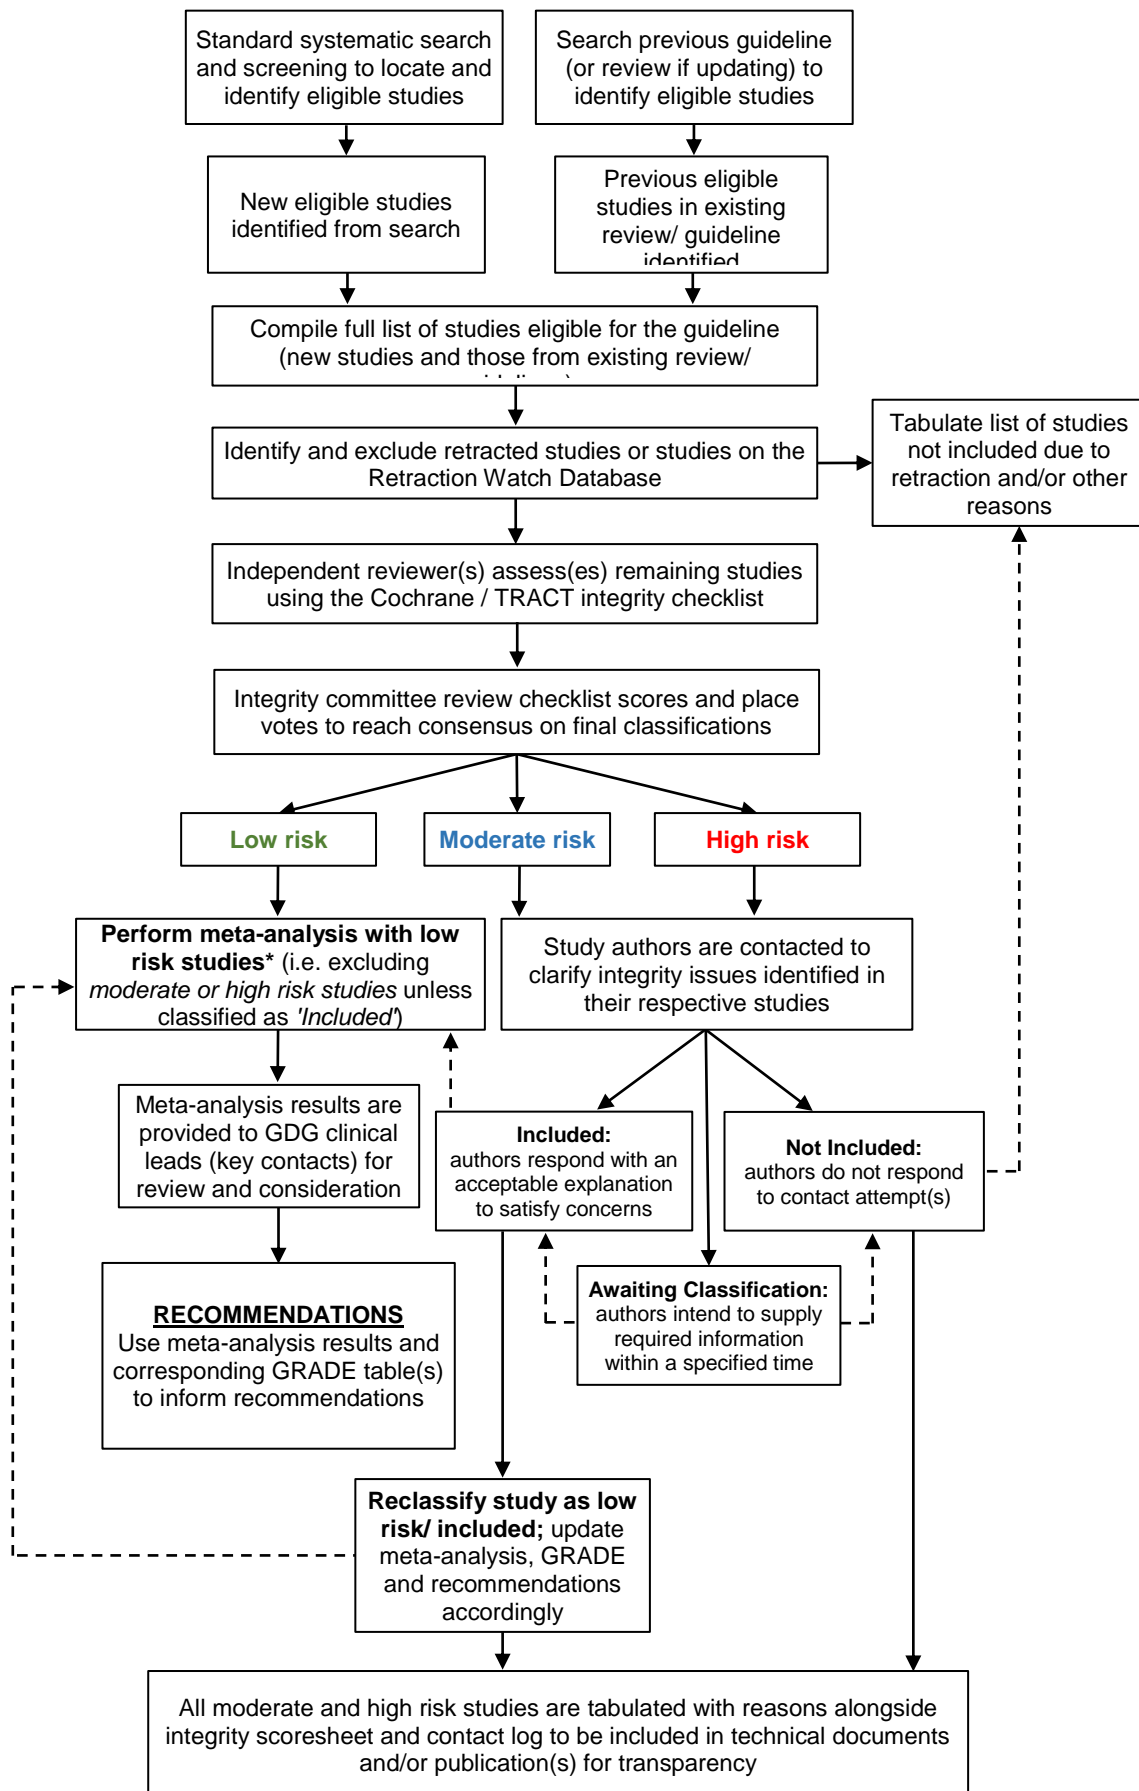 Standard systematic search
and screening to locate and
identify eligible studies
Search previous guideline
(or review if updating) to
identify eligible studies
New eligible studies
identified from search
Previous eligible
studies in existing
review/ guideline
identified
Compile full list of studies eligible for the guideline
(new studies and those from existing review/
Identify and exclude retracted studies or studies on the
Retraction Watch Database
Tabulate list of studies
not included due to
retraction and/or other
reasons
Independent reviewer(s) assess(es) remaining studies
using the Cochrane / TRACT integrity checklist
Integrity committee review checklist scores and place
votes to reach consensus on final classifications
Low risk
Moderate risk
High risk
Perform meta-analysis with low
risk studies* (i.e. excluding
moderate or high risk studies unless
classified as 'Included')
Study authors are contacted to
clarify integrity issues identified in
their respective studies
Meta-analysis results are
provided to GDG clinical
leads (key contacts) for
review and consideration
Included:
authors respond with an
acceptable explanation
to satisfy concerns
Not Included:
authors do not respond
to contact attempt(s)
Awaiting Classification:
authors intend to supply
required information
within a specified time
RECOMMENDATIONS
Use meta-analysis results and
corresponding GRADE table(s)
to inform recommendations
Reclassify study as low
risk/ included; update
meta-analysis, GRADE
and recommendations
accordingly
All moderate and high risk studies are tabulated with reasons alongside
integrity scoresheet and contact log to be included in technical documents
and/or publication(s) for transparency